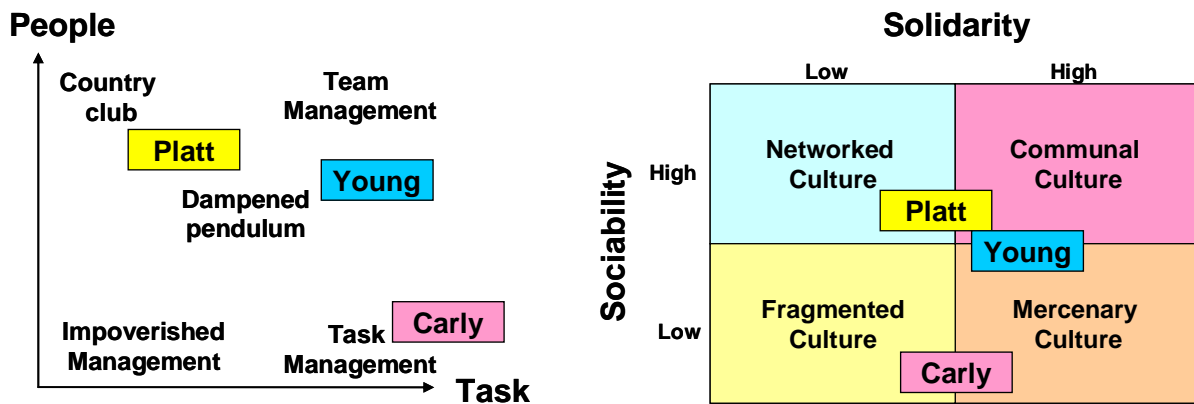 People
Country
club
Team
Management
Platt
Young
Dampened
pendulum
Carly
Impoverished
Management
Task
Management
Task
Solidarity
Low
High
Sociability
High
Low
Networked
Culture
Communal
Culture
Platt
Young
Fragmented
Culture
Mercenary
Culture
Carly